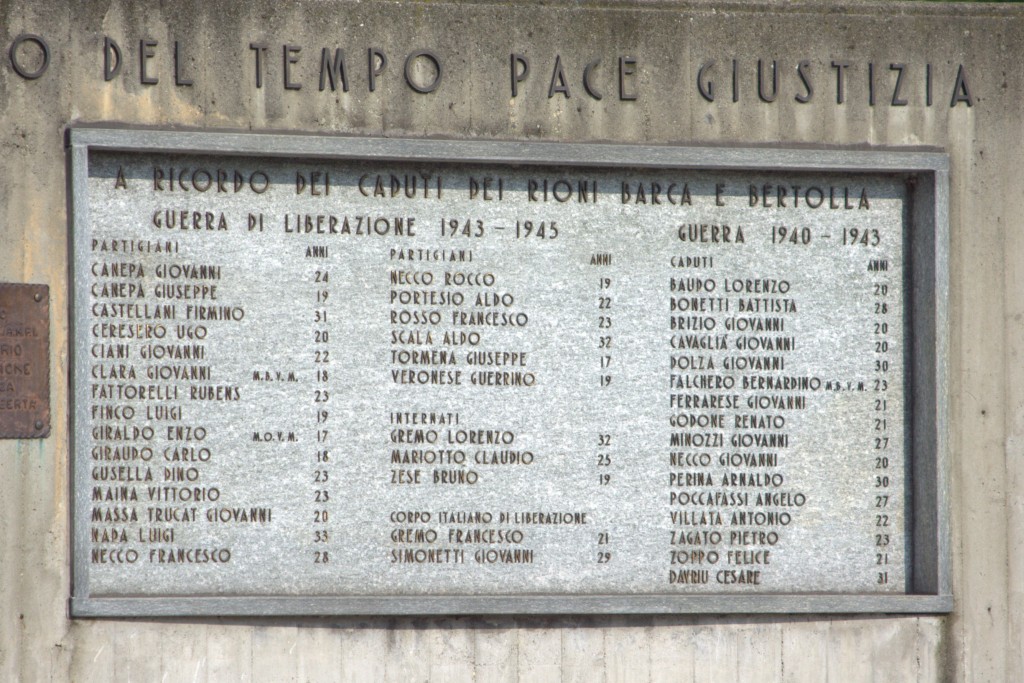 O DEL TEMPO PACE GIUSTIZIA
A RICORDO DEI CADUTI DEI RIONI BARCA E BERTOLLA
GUERRA DI LIBERAZIONE 1943 - 1945
PARTIGIANI ANNI
CANEPA GIOVANNI 24
CANEPA GIUSEPPE 19
CASTELLANI FIRMINO 31
CERESERO UGO 20
CIANI GIOVANNI 22
CLARA GIOVANNI M.B.V.M. 18
FATTORELLI RUBENS 23
FINCO LUIGI 19
GIRALDO ENZO M.O.V.M. 17
GIRAUDO CARLO 18
GUSELLA DINO 23
MAINA VITTORIO 23
MASSA TRUCAT GIOVANNI 20
NADA LUIGI 33
NECCO FRANCESCO 28
PARTIGIANI ANNI
NECCO ROCCO 19
PORTESIO ALDO 22
ROSSO FRANCESCO 23
SCALA ALDO 32
TORMENA GIUSEPPE 17
VERONESE GUERRINO 19
INTERNATI
GREMO LORENZO 32
MARIOTTO CLAUDIO 25
ZESE BRUNO 19
CORPO ITALIANO DI LIBERAZIONE
GREMO FRANCESCO 21
SIMONETTI GIOVANNI 29
GUERRA 1940 - 1943
CADUTI ANNI
BAUDO LORENZO 20
BONETTI BATTISTA 28
BRIZIO GIOVANNI 20
CAVAGLIÀ GIOVANNI 20
DOLZA GIOVANNI 30
FALCHERO BERNARDINO M.B.V.M. 23
FERRARESE GIOVANNI 21
GODONE RENATO 21
MINOZZI GIOVANNI 27
NECCO GIOVANNI 20
PERINA ARNALDO 30
POCCAFASSI ANGELO 27
VILLATA ANTONIO 22
ZAGATO PIETRO 23
ZOPPO FELICE 21
DAVRIU CESARE 31